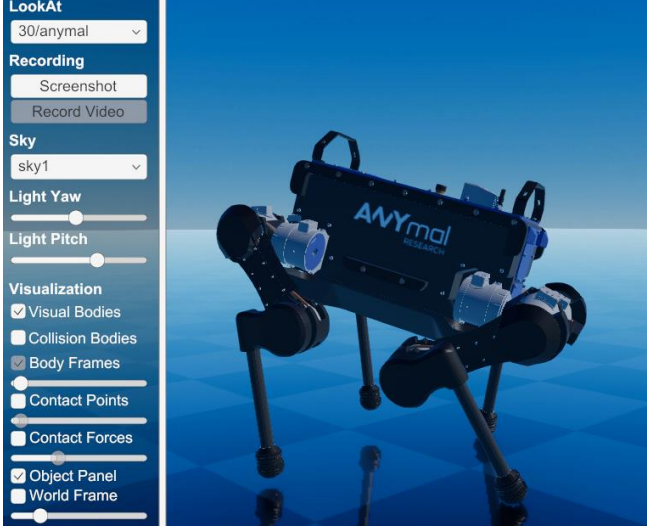 LookAt
30/anymal
Recording
Screenshot
Record Video
Sky
sky1
Light Yaw
Light Pitch
Visualization
Visual Bodies
Collision Bodies
Body Frames
Contact Points
Contact Forces
Object Panel
World Frame
ANYmal
RESEARCH